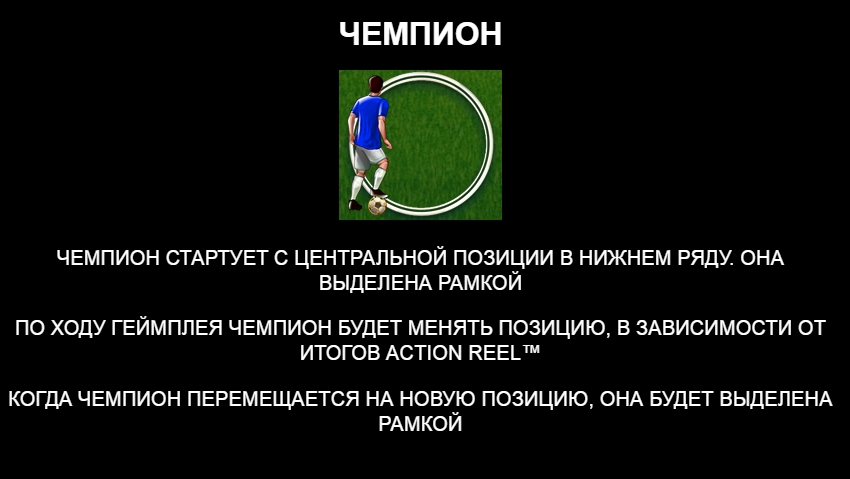 ЧЕМПИОН
ЧЕМПИОН СТАРТУЕТ С ЦЕНТРАЛЬНОЙ ПОЗИЦИИ В НИЖНЕМ РЯДУ. ОНА
ВЫДЕЛЕНА РАМКОЙ
ПО ХОДУ ГЕЙМПЛЕЯ ЧЕМПИОН БУДЕТ МЕНЯТЬ ПОЗИЦИЮ, В ЗАВИСИМОСТИ ОТ
ИТОГОВ ACTION REEL™
КОГДА ЧЕМПИОН ПЕРЕМЕЩАЕТСЯ НА НОВУЮ ПОЗИЦИЮ, ОНА БУДЕТ ВЫДЕЛЕНА
РАМКОЙ